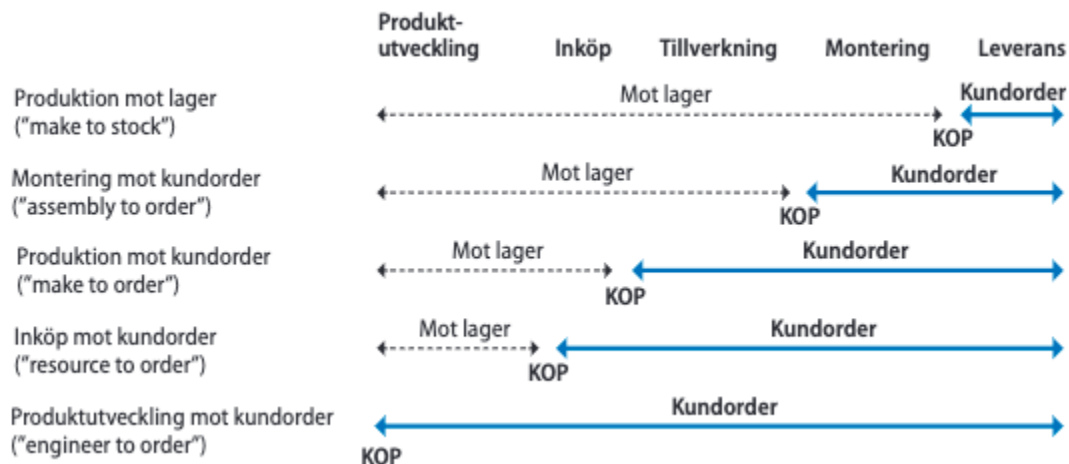 Produkt-
utveckling Inköp Tillverkning Montering Leverans
Produktion mot lager
("make to stock")
Mot lager Kundorder
KOP
Montering mot kundorder
("assembly to order")
Mot lager Kundorder
KOP
Produktion mot kundorder
("make to order")
Mot lager Kundorder
KOP
Inköp mot kundorder
("resource to order")
Mot lager Kundorder
KOP
Produktutveckling mot kundorder
("engineer to order")
Kundorder
KOP